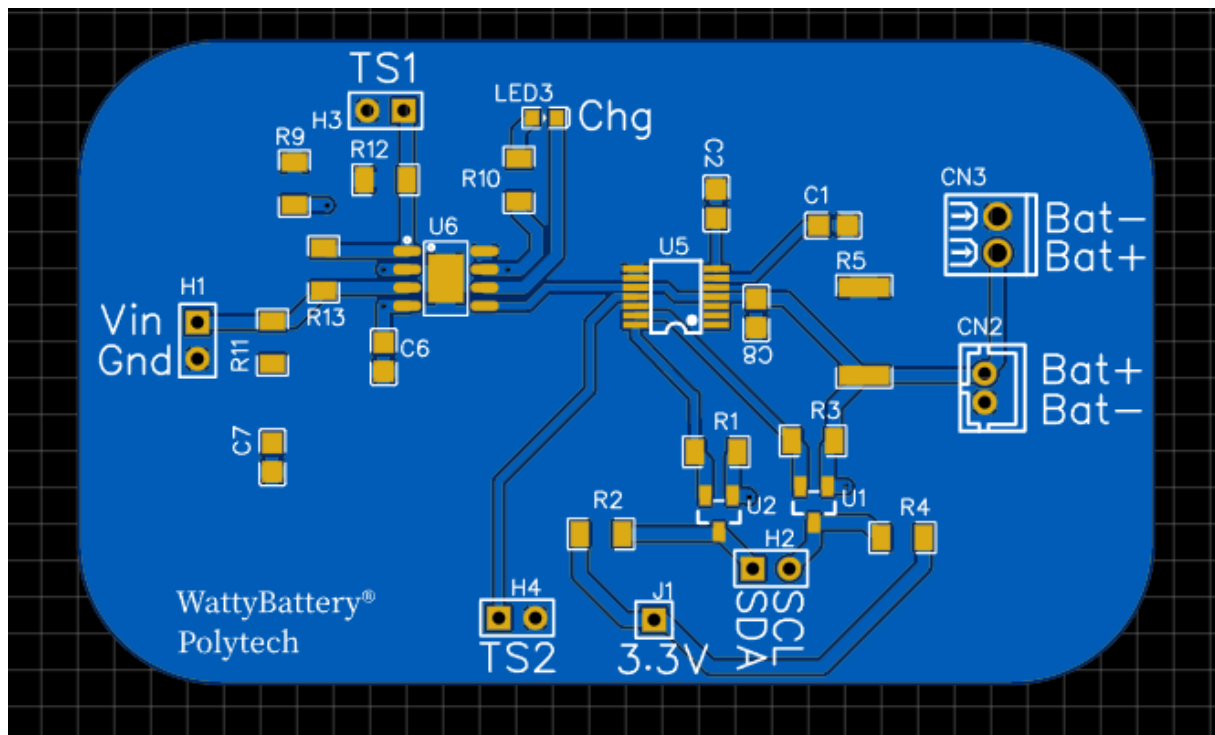 TS1
H3
LED3
Chg
R9
R12
R10
C2
CN3
C1
Bat-
Bat+
U6
U5
R5
H1
Vin
Gnd
R13
R11
C6
C8
CN2
Bat+
Bat-
C7
R1
R3
U2
U1
R2
R4
H2
WattyBattery®
Polytech
H4
TS2
J1
3.3V
SDA
SCL